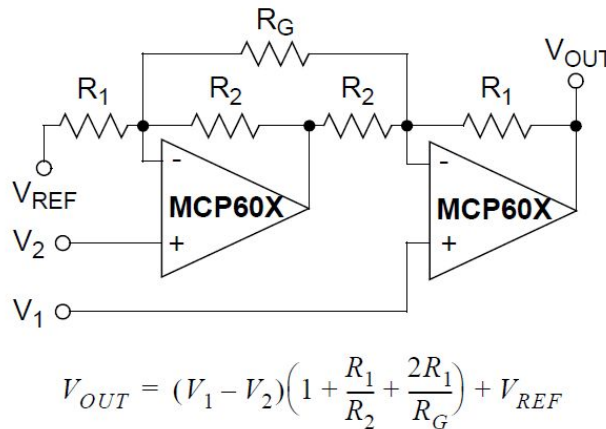 R_G
V_OUT
R_1 R_2 R_2 R_1
- -
V_REF MCP60X MCP60X
V_2 + +
V_1
V_OUT = (V_1 – V_2)(1 + R_1/R_2 + 2R_1/R_G) + V_REF